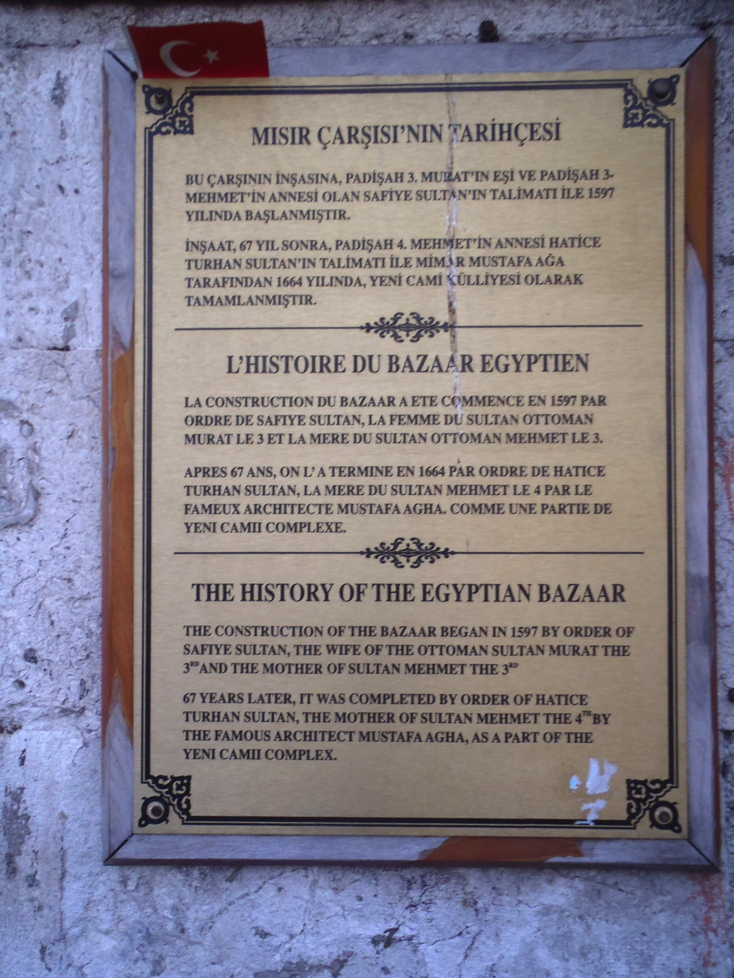 MISIR ÇARŞISI'NIN TARİHÇESİ
BU ÇARŞININ İNŞASINA, PADİŞAH 3. MURAT'IN EŞİ VE PADİŞAH 3-
MEHMET'İN ANNESİ OLAN SAFİYE SULTAN'IN TALİMATI İLE 1597
YILINDA BAŞLANMIŞTIR.
İNŞAAT, 67 YIL SONRA, PADİŞAH 4. MEHMET'İN ANNESİ HATİCE
TURHAN SULTAN'IN TALİMATI İLE MİMAR MUSTAFA AĞA
TARAFINDAN 1664 YILINDA, YENİ CAMİ KÜLLİYESİ OLARAK
TAMAMLANMIŞTIR.
L'HISTOIRE DU BAZAAR EGYPTIEN
LA CONSTRUCTION DU BAZAAR A ETE COMMENCE EN 1597 PAR
ORDRE DE SAFIYE SULTAN, LA FEMME DU SULTAN OTTOMAN
MURAT LE 3 ET LA MERE DU SULTAN OTTOMAN MEHMET LE 3.
APRES 67 ANS, ON L' A TERMINE EN 1664 PAR ORDRE DE HATICE
TURHAN SULTAN, LA MERE DU SULTAN MEHMET LE 4 PAR LE
FAMEUX ARCHITECTE MUSTAFA AGHA. COMME UNE PARTIE DE
YENI CAMII COMPLEXE.
THE HISTORY OF THE EGYPTIAN BAZAAR
THE CONSTRUCTION OF THE BAZAAR BEGAN IN 1597 BY ORDER OF
SAFIYE SULTAN, THE WIFE OF THE OTTOMAN SULTAN MURAT THE
3RD AND THE MOTHER OF SULTAN MEHMET THE 3RD
67 YEARS LATER, IT WAS COMPLETED BY ORDER OF HATICE
TURHAN SULTAN, THE MOTHER OF SULTAN MEHMET THE 4TH BY
THE FAMOUS ARCHITECT MUSTAFA AGHA, AS A PART OF THE
YENI CAMII COMPLEX.